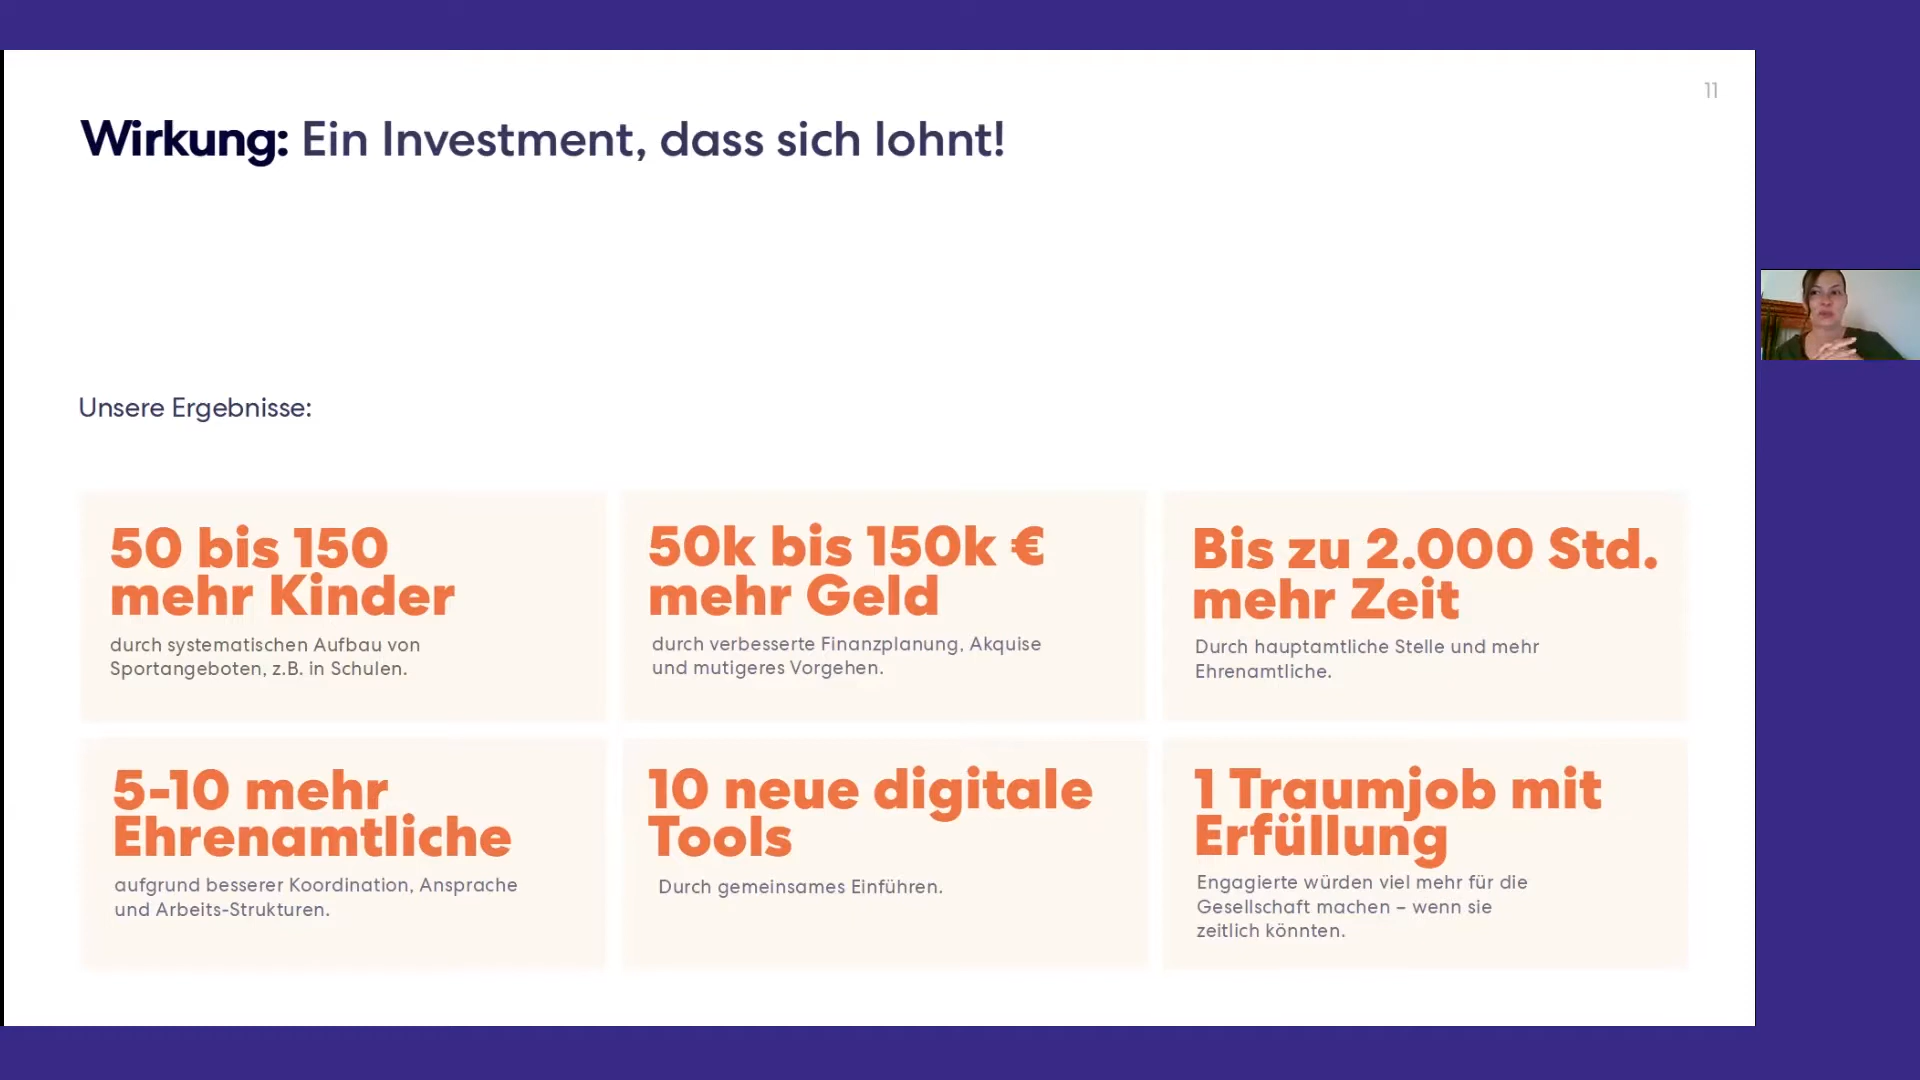 11
Wirkung: Ein Investment, dass sich lohnt!
Unsere Ergebnisse:
50 bis 150
mehr Kinder
durch systematischen Aufbau von
Sportangeboten, z.B. in Schulen.
50k bis 150k €
mehr Geld
durch verbesserte Finanzplanung, Akquise
und mutigeres Vorgehen.
Bis zu 2.000 Std.
mehr Zeit
Durch hauptamtliche Stelle und mehr
Ehrenamtliche.
5-10 mehr
Ehrenamtliche
aufgrund besserer Koordination, Ansprache
und Arbeits-Strukturen.
10 neue digitale
Tools
Durch gemeinsames Einführen.
1 Traumjob mit
Erfüllung
Engagierte würden viel mehr für die
Gesellschaft machen – wenn sie
zeitlich könnten.